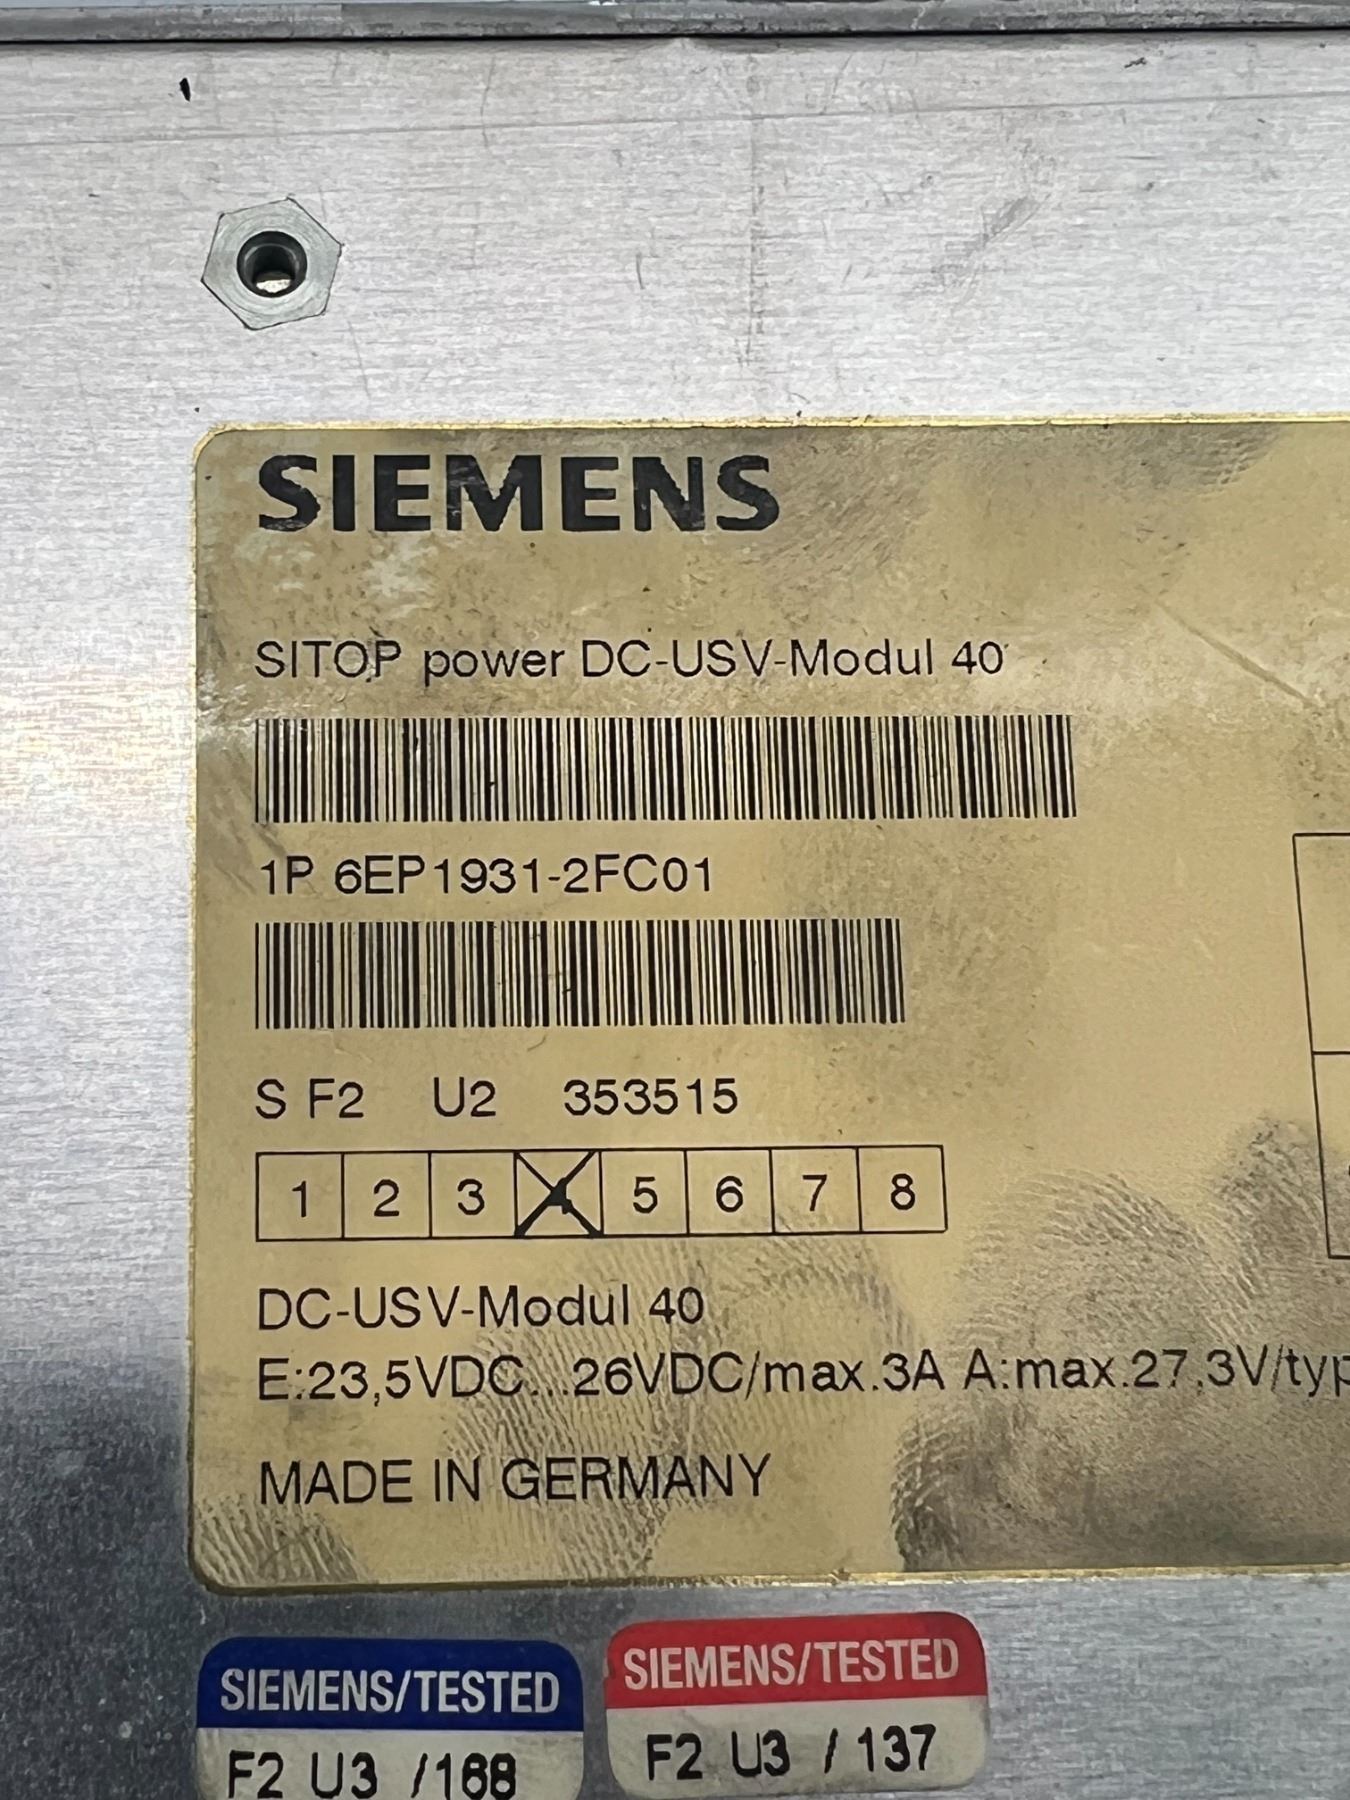 SIEMENS
SITOP power DC-USV-Modul 40
1P 6EP1931-2FC01
S F2 U2 353515
1 2 3 4 5 6 7 8
DC-USV-Modul 40
E:23,5VDC...26VDC/max.3A A:max.27,3V/typ
MADE IN GERMANY
SIEMENS/TESTED
F2 U3 /168
SIEMENS/TESTED
F2 U3 / 137